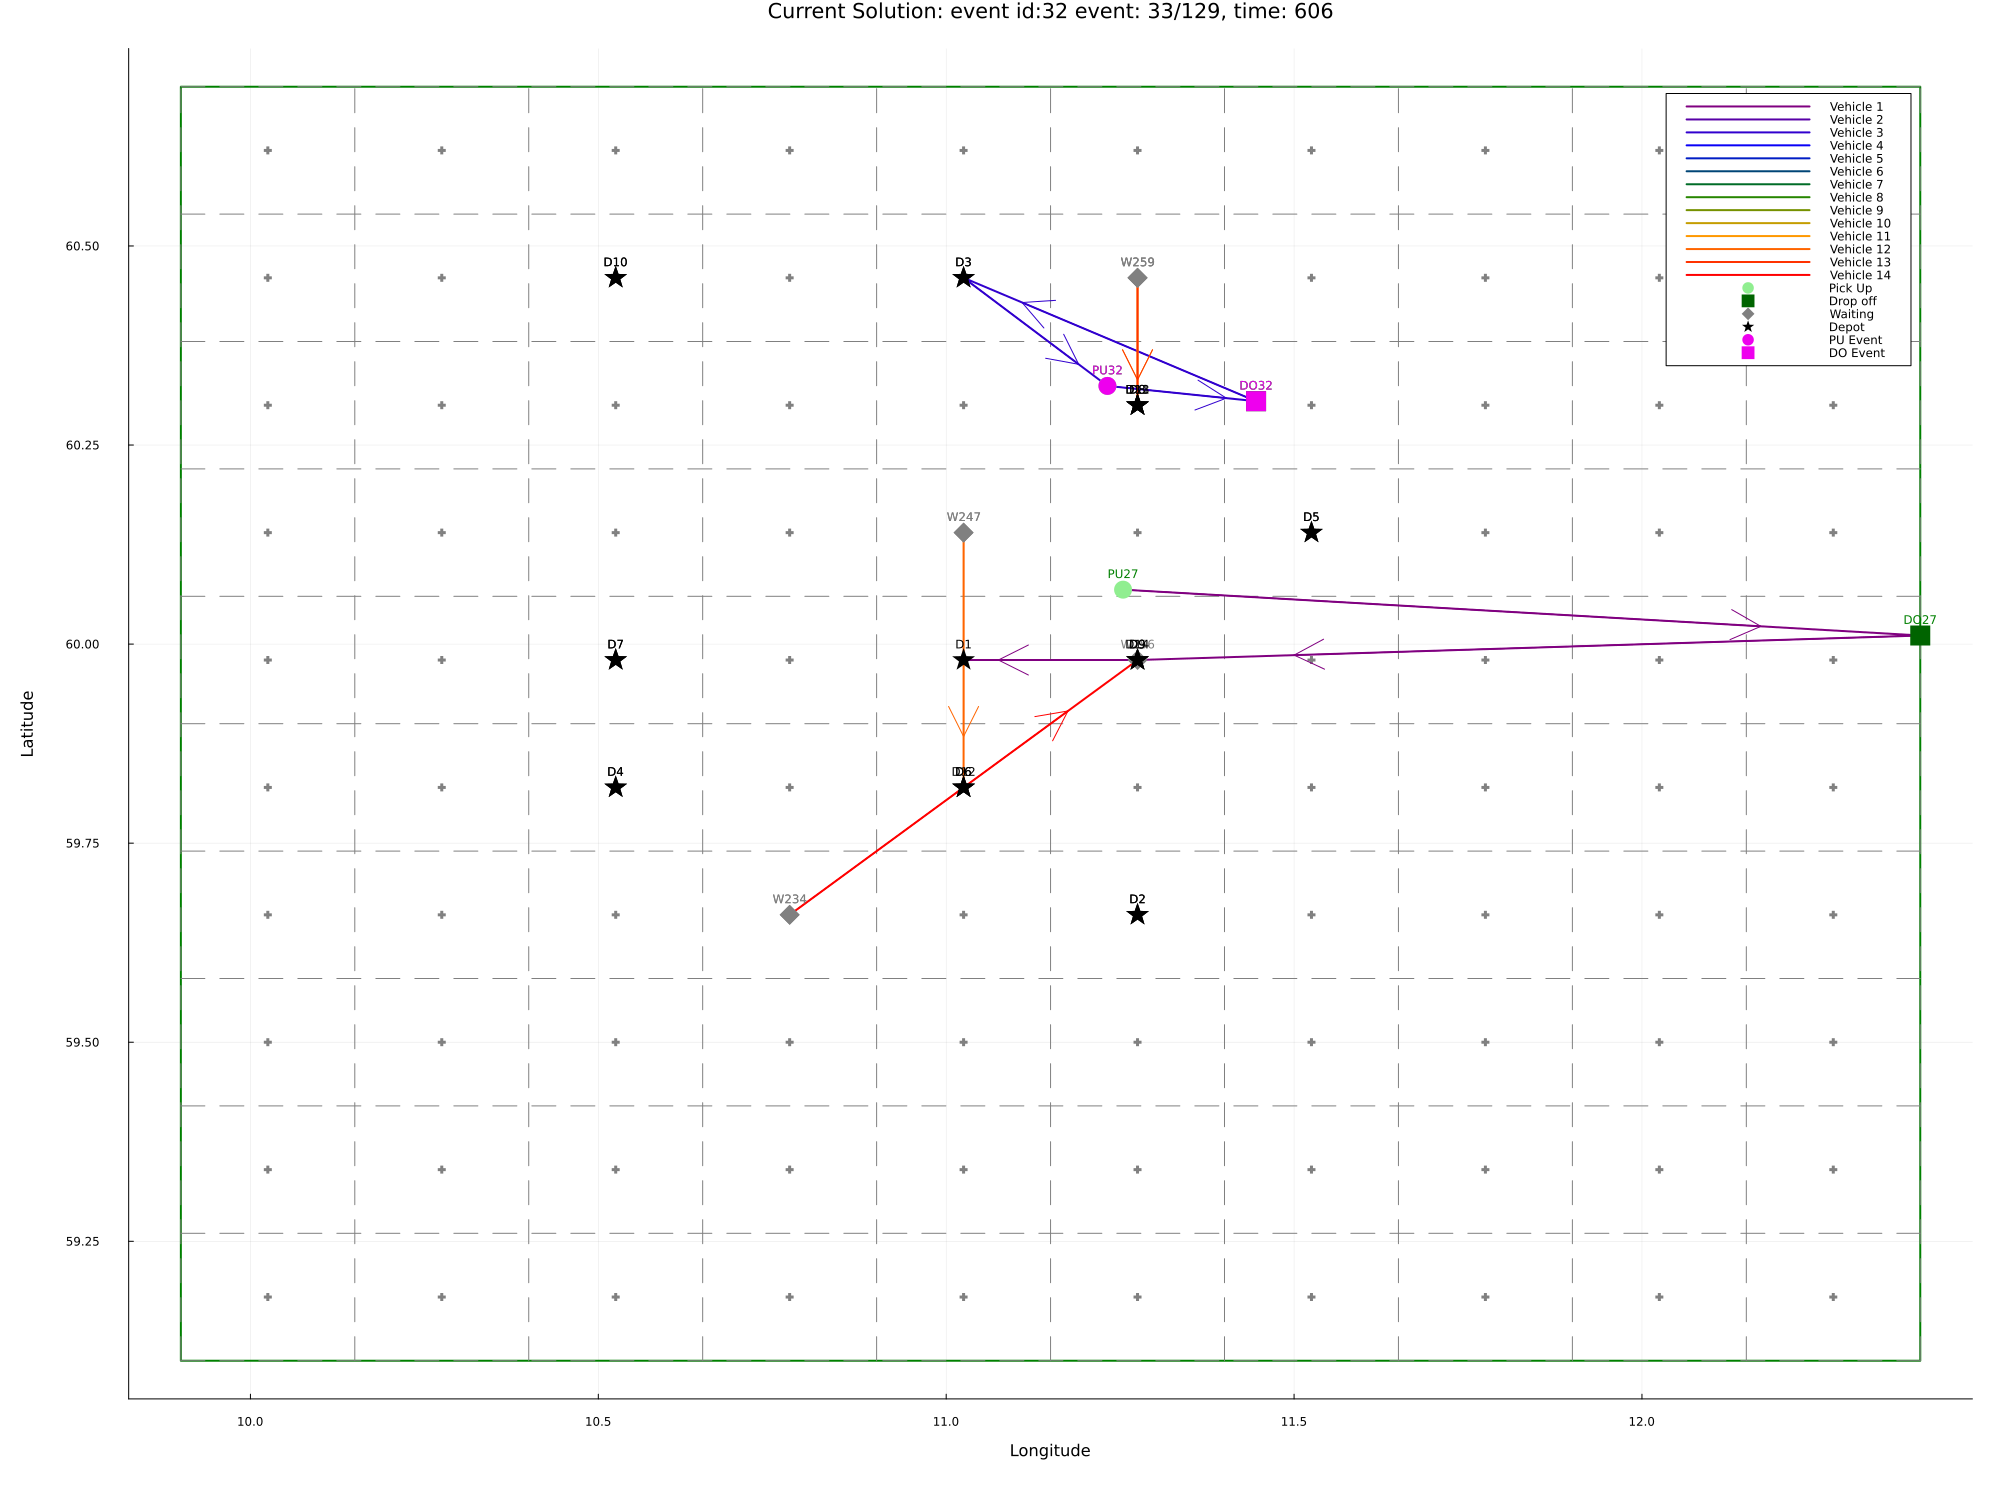 Current Solution: event id:32 event: 33/129, time: 606
Vehicle 1
Vehicle 2
Vehicle 3
Vehicle 4
Vehicle 5
Vehicle 6
Vehicle 7
Vehicle 8
Vehicle 9
Vehicle 10
Vehicle 11
Vehicle 12
Vehicle 13
Vehicle 14
Pick Up
Drop off
Waiting
Depot
PU Event
DO Event
60.50
D10
D3
W259
PU32
DO32
60.25
W247
D5
PU27
DO27
60.00
D7
D1
D4
59.75
W234
D2
59.50
59.25
10.0
10.5
11.0
11.5
12.0
Longitude
Latitude